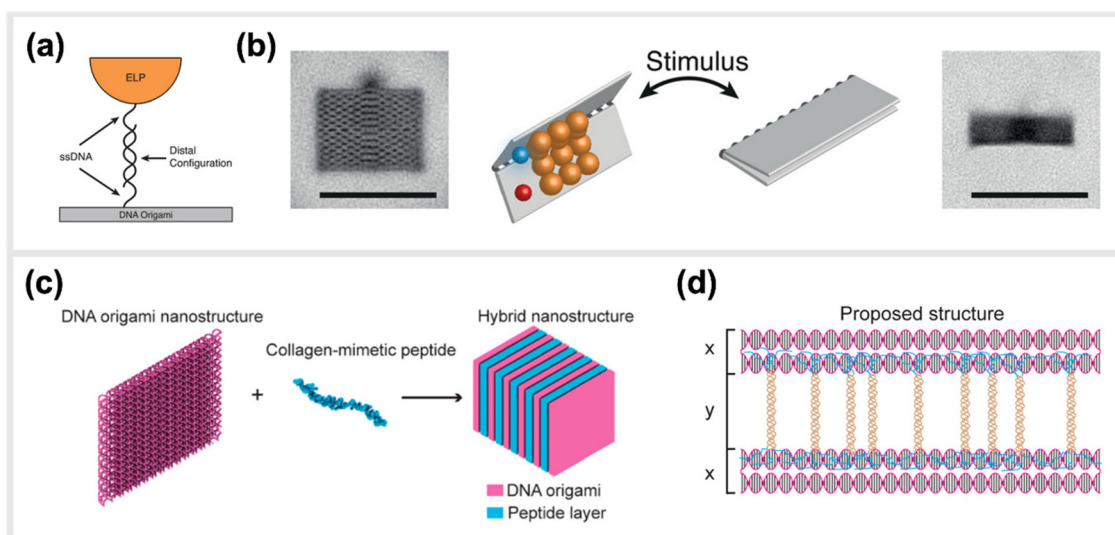 (a)
ELP
ssDNA
Distal
Configuration
DNA Origami
(b)
Stimulus
(c)
DNA origami nanostructure
Collagen-mimetic peptide
+
Hybrid nanostructure
DNA origami
Peptide layer
(d)
Proposed structure
x
y
x